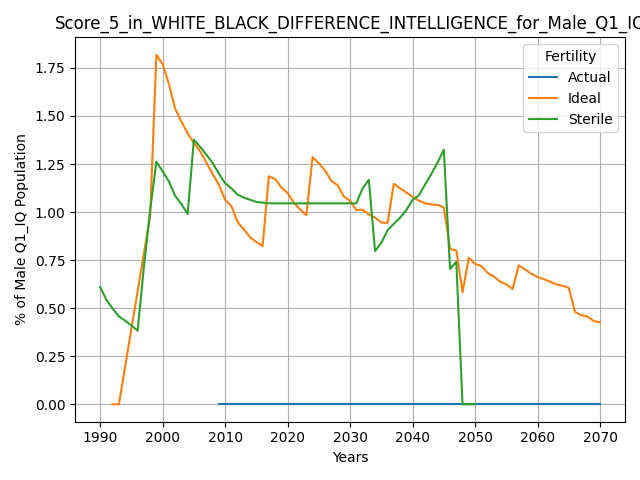 Score_5_in_WHITE_BLACK_DIFFERENCE_INTELLIGENCE_for_Male_Q1_IQ
Fertility
Actual
Ideal
Sterile
% of Male Q1_IQ Population
1.75
1.50
1.25
1.00
0.75
0.50
0.25
0.00
1990 2000 2010 2020 2030 2040 2050 2060 2070
Years